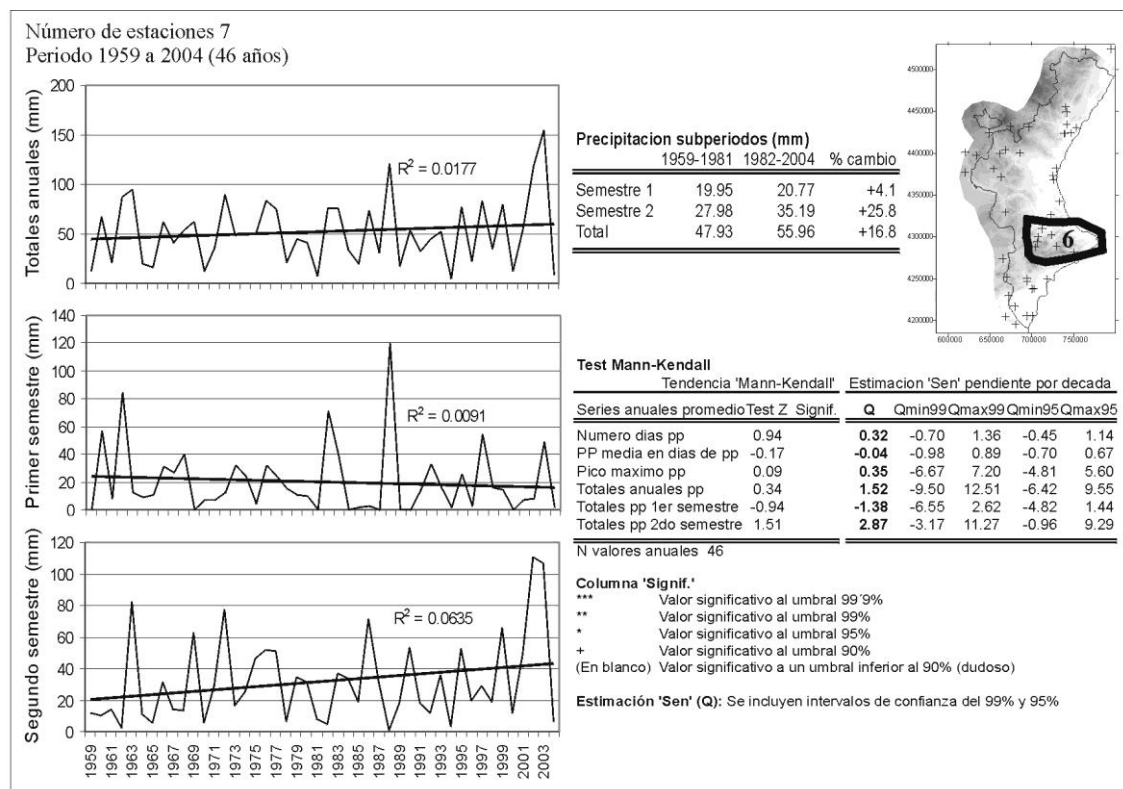 Número de estaciones 7
Periodo 1959 a 2004 (46 años)
Totales anuales (mm)
200
150
100
50
0
R² = 0.0177
Primer semestre (mm)
140
120
100
80
60
40
20
0
R² = 0.0091
Segundo semestre (mm)
120
100
80
60
40
20
0
R² = 0.0635
1959 1961 1963 1965 1967 1969 1971 1973 1975 1977 1979 1981 1983 1985 1987 1989 1991 1993 1995 1997 1999 2001 2003
Precipitacion subperiodos (mm)
1959-1981 1982-2004 % cambio
Semestre 1 19.95 20.77 +4.1
Semestre 2 27.98 35.19 +25.8
Total 47.93 55.96 +16.8
4500000
4450000
4400000
4350000
4300000
4250000
4200000
6
600000 650000 700000 750000
Test Mann-Kendall
Tendencia 'Mann-Kendall' Estimacion 'Sen' pendiente por decada
Series anuales promedio Test Z Signif. Q Qmin99 Qmax99 Qmin95 Qmax95
Numero dias pp 0.94 0.32 -0.70 1.36 -0.45 1.14
PP media en dias de pp -0.17 -0.04 -0.98 0.89 -0.70 0.67
Pico maximo pp 0.09 0.35 -6.67 7.20 -4.81 5.60
Totales anuales pp 0.34 1.52 -9.50 12.51 -6.42 9.55
Totales pp 1er semestre -0.94 -1.38 -6.55 2.62 -4.82 1.44
Totales pp 2do semestre 1.51 2.87 -3.17 11.27 -0.96 9.29
N valores anuales 46
Columna 'Signif.'
*** Valor significativo al umbral 99´9%
** Valor significativo al umbral 99%
* Valor significativo al umbral 95%
+ Valor significativo al umbral 90%
(En blanco) Valor significativo a un umbral inferior al 90% (dudoso)
Estimación 'Sen' (Q): Se incluyen intervalos de confianza del 99% y 95%